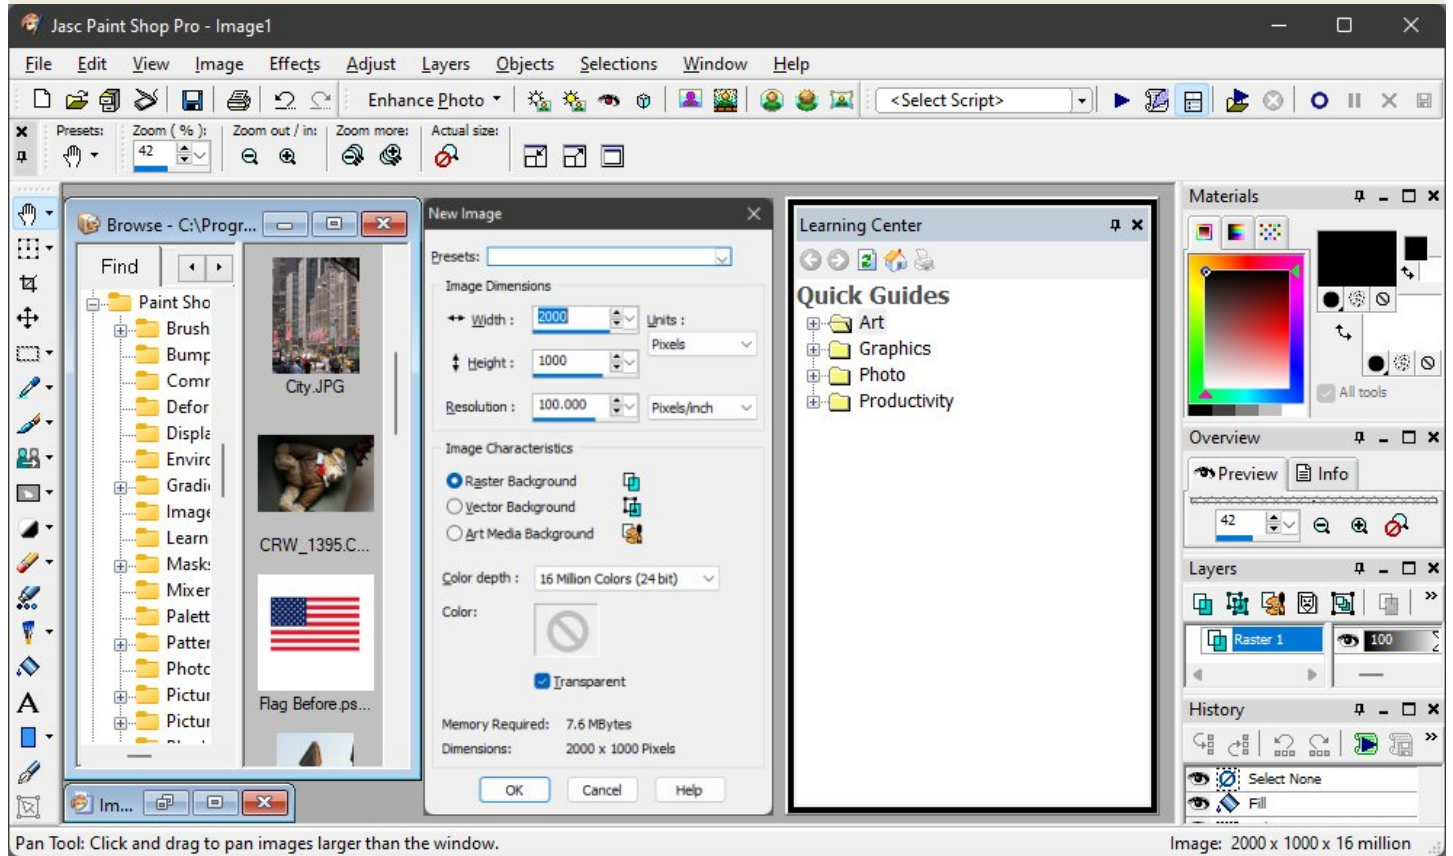 Jasc Paint Shop Pro - Image1
File Edit View Image Effects Adjust Layers Objects Selections Window Help
Enhance Photo <Select Script>
Presets: Zoom ( % ): Zoom out / in: Zoom more: Actual size:
42
Browse - C:\Progr...
Find
Paint Sho
Brush
Bump
Comr
Defor
Displa
Enviro
Gradi
Image
Learn
Mask
Mixer
Palett
Patter
Photo
Pictur
Pictur
City.JPG
CRW_1395.C...
Flag Before.ps...
Im...
New Image
Presets:
Image Dimensions
Width : 2000 Units :
Pixels
Height : 1000
Resolution : 100.000 Pixels/inch
Image Characteristics
Raster Background
Vector Background
Art Media Background
Color depth : 16 Million Colors (24 bit)
Color:
Transparent
Memory Required: 7.6 MBytes
Dimensions: 2000 x 1000 Pixels
OK Cancel Help
Learning Center
Quick Guides
Art
Graphics
Photo
Productivity
Materials
All tools
Overview
Preview Info
42
Layers
Raster 1 100
History
Select None
Fill
Pan Tool: Click and drag to pan images larger than the window.
Image: 2000 x 1000 x 16 million